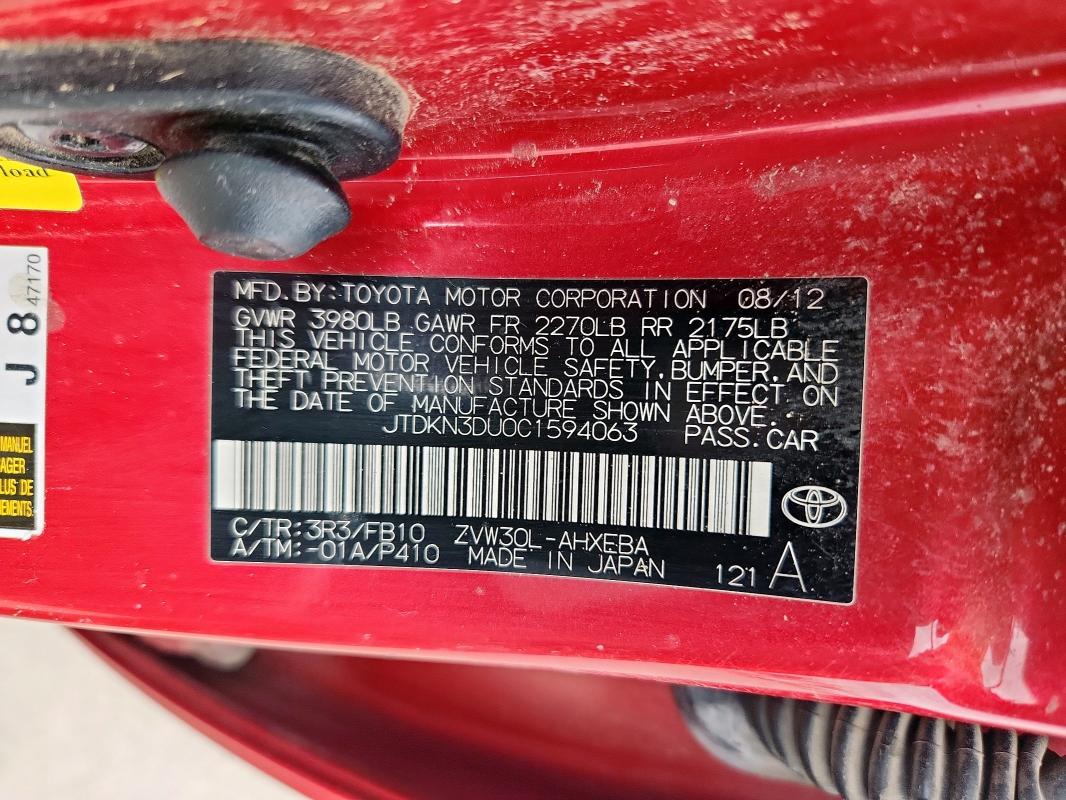 load
J 8 47170
MANUEL
AGER
LUS DE
EMENTS.
MFD.BY:TOYOTA MOTOR CORPORATION 08/12
GVWR 3980LB GAWR FR 2270LB RR 2175LB
THIS VEHICLE CONFORMS TO ALL APPLICABLE
FEDERAL MOTOR VEHICLE SAFETY,BUMPER,AND
THEFT PREVENTION STANDARDS IN EFFECT ON
THE DATE OF MANUFACTURE SHOWN ABOVE.
JTDKN3DU0C1594063 PASS.CAR
C/TR:3R3/FB10 ZVW30L-AHXEBA
A/TM:-01A/P410 MADE IN JAPAN 121 A